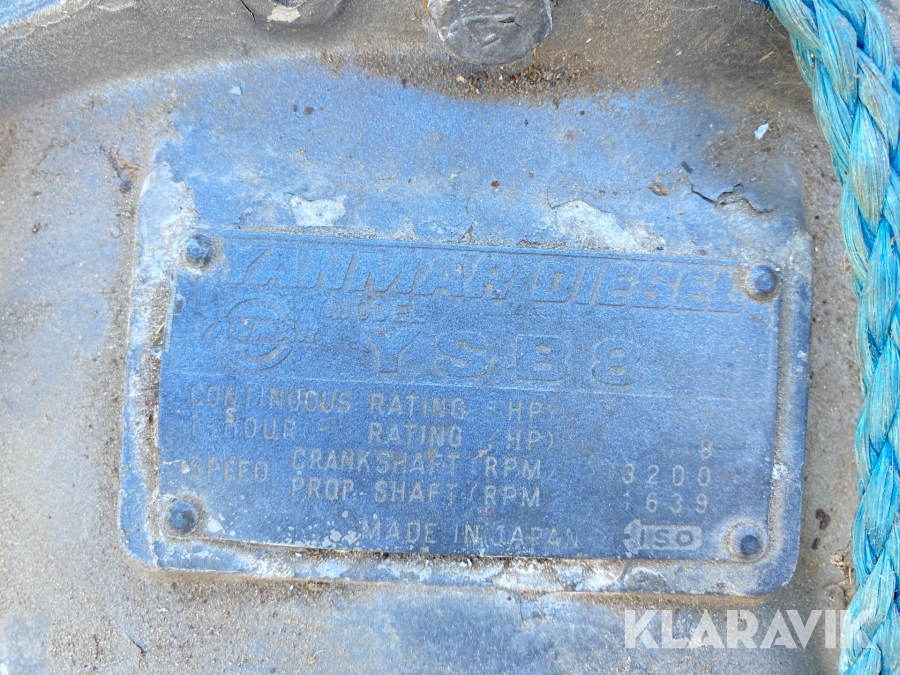 YANMAR DIESEL
MODEL
YANMAR YSB8
CONTINUOUS RATING (HP)
HOUR RATING (HP) 8
SPEED CRANKSHAFT (RPM) 3200
PROP. SHAFT (RPM) 1639
MADE IN JAPAN ISO
KLARAVIK